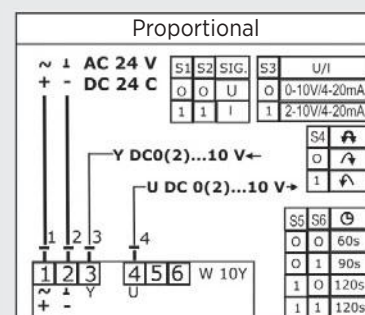 Proportional
~ ⊥ AC 24 V
+ - DC 24 C
S1 S2 SIG.
O O U
1 1 I
S3 U/I
O 0-10V/4-20mA
1 2-10V/4-20mA
S4
O
1
Y DC0(2)...10 V
U DC 0(2)...10 V
S5 S6
O O 60s
O 1 90s
1 O 120s
1 1 120s
1 2 3 4
1 2 3 4 5 6 W 10Y
~ ⊥ Y U
+ -